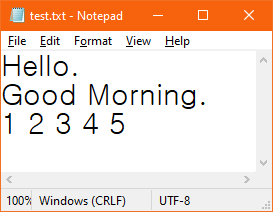 test.txt - Notepad
File Edit Format View Help
Hello.
Good Morning.
1 2 3 4 5
100% Windows (CRLF) UTF-8